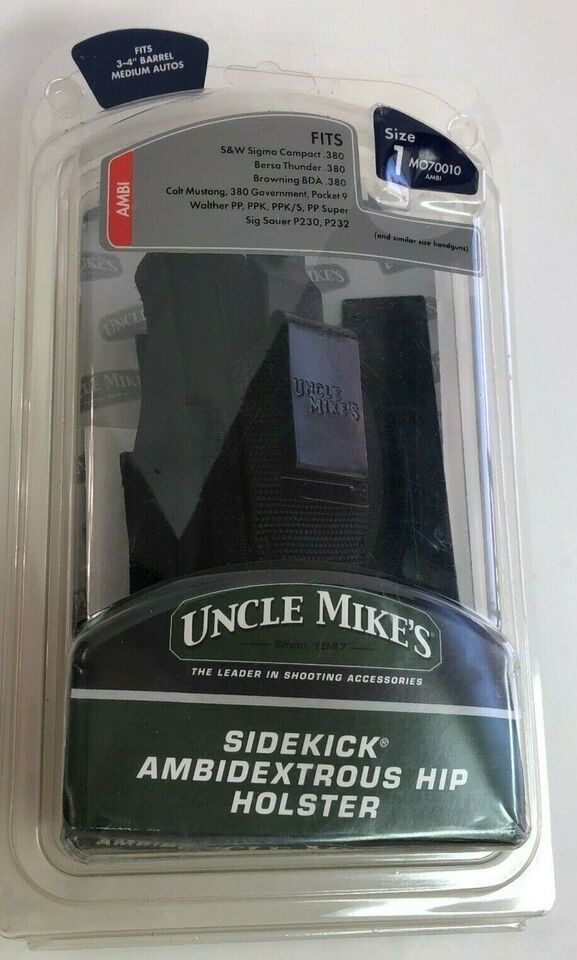 FITS
3-4" BARREL
MEDIUM AUTOS
FITS
S&W Sigma Compact .380
Bersa Thunder .380
Browning BDA .380
Colt Mustang, 380 Government, Pocket 9
Walther PP, PPK, PPK/S, PP Super
Sig Sauer P230, P232
(and similar size handguns)
AMBI
Size
1 MO70010
AMBI
UNCLE
MIKE'S
UNCLE MIKE'S®
Since 1947
THE LEADER IN SHOOTING ACCESSORIES
SIDEKICK®
AMBIDEXTROUS HIP
HOLSTER